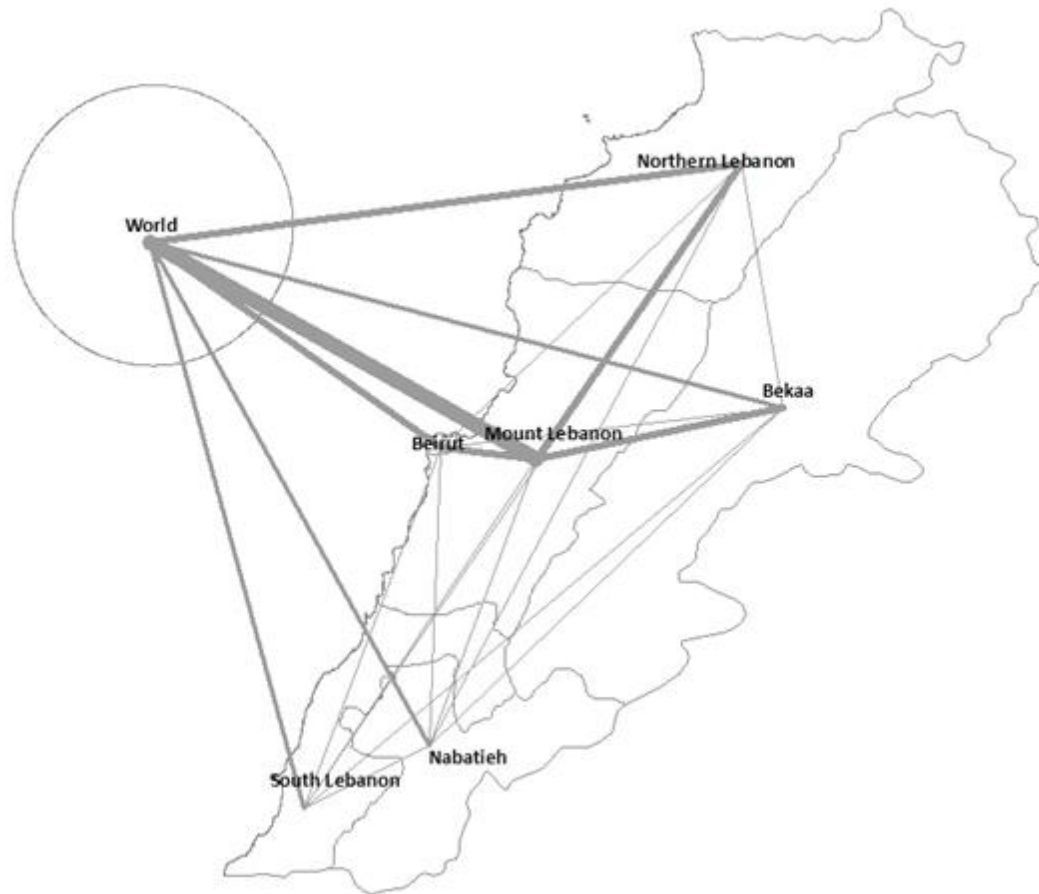 Northern Lebanon
World
Bekaa
Mount Lebanon
Beirut
Nabatieh
South Lebanon